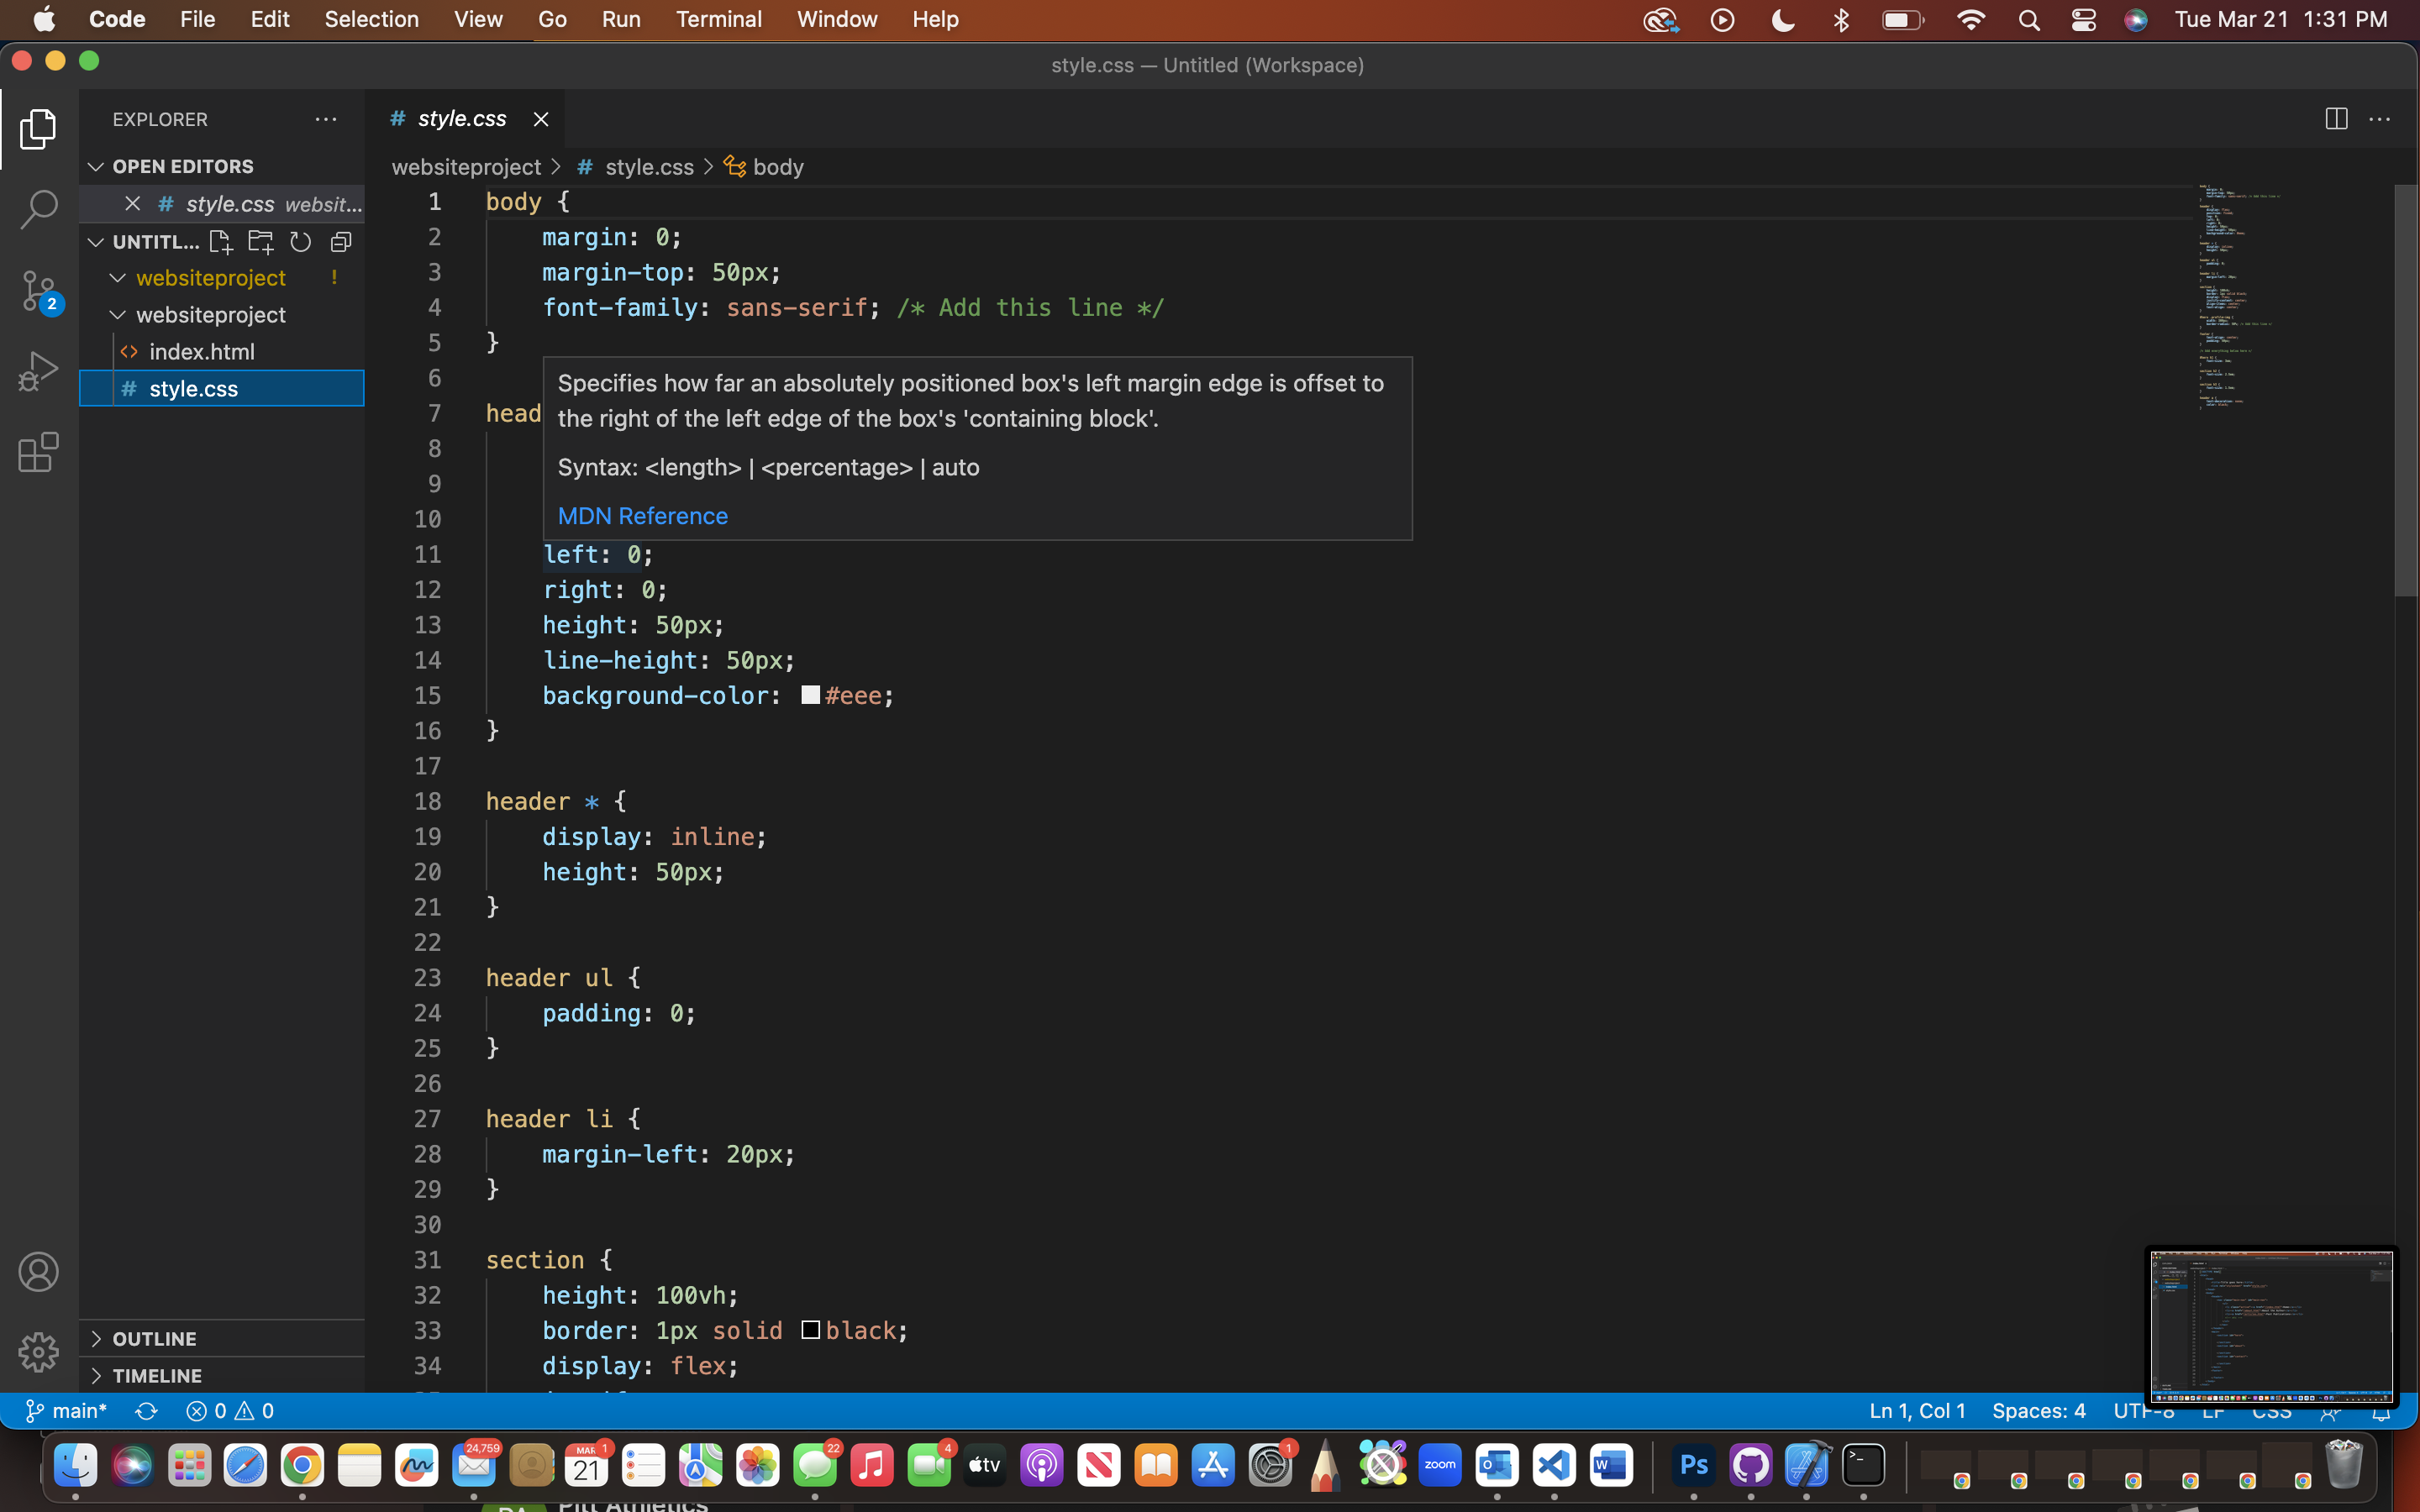 Code File Edit Selection View Go Run Terminal Window Help Tue Mar 21 1:31 PM
style.css — Untitled (Workspace)
EXPLORER
OPEN EDITORS
style.css websit...
UNTITL...
websiteproject !
websiteproject
index.html
style.css
2
OUTLINE
TIMELINE
# style.css
websiteproject > # style.css > body
1 body {
2 margin: 0;
3 margin-top: 50px;
4 font-family: sans-serif; /* Add this line */
5 }
6
7 head
8
9
10
Specifies how far an absolutely positioned box's left margin edge is offset to
the right of the left edge of the box's 'containing block'.
Syntax: <length> | <percentage> | auto
MDN Reference
11 left: 0;
12 right: 0;
13 height: 50px;
14 line-height: 50px;
15 background-color: #eee;
16 }
17
18 header * {
19 display: inline;
20 height: 50px;
21 }
22
23 header ul {
24 padding: 0;
25 }
26
27 header li {
28 margin-left: 20px;
29 }
30
31 section {
32 height: 100vh;
33 border: 1px solid black;
34 display: flex;
main* 0 0 Ln 1, Col 1 Spaces: 4 UTF-8 LF CSS
24,759 MAR 1 21 22 4 tv 1 zoom W Ps
Pitt Athletics